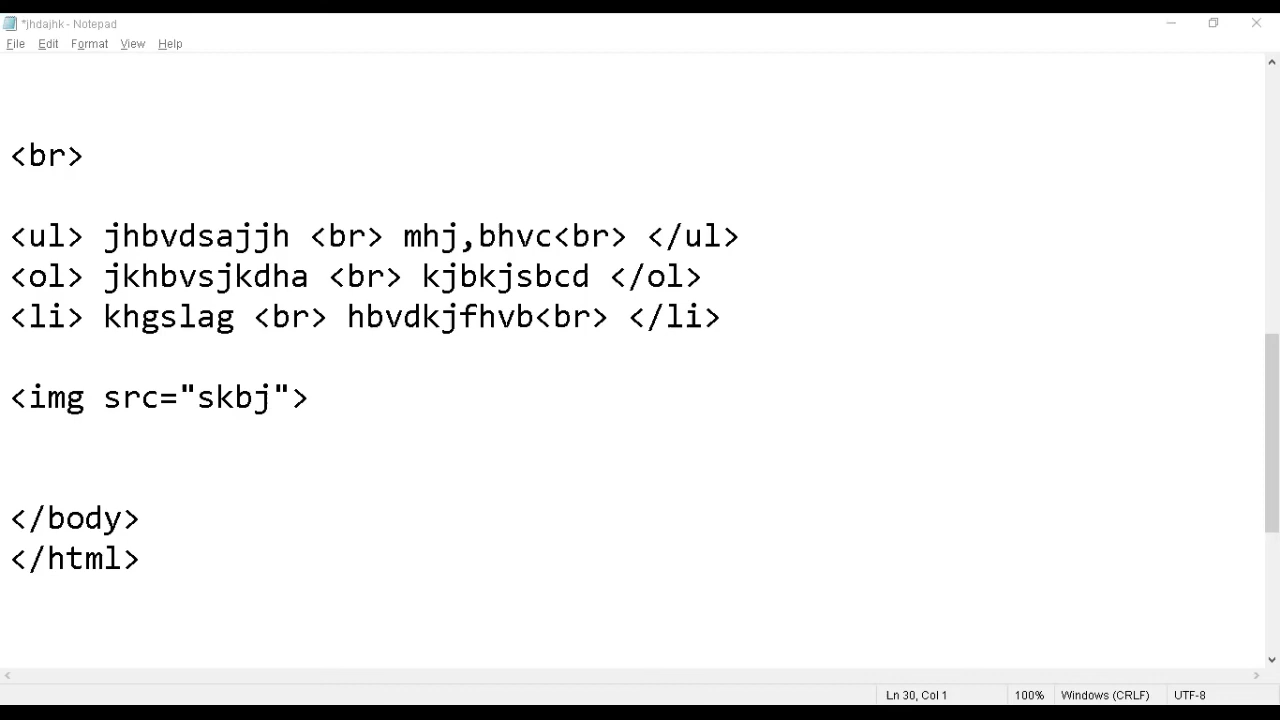 *jhdajhk - Notepad
File Edit Format View Help
<br>
<ul> jhbvdsajjh <br> mhj,bhvc<br> </ul>
<ol> jkhbvsjkdha <br> kjbkjsbcd </ol>
<li> khgslag <br> hbvdkjfhvb<br> </li>
<img src="skbj">
</body>
</html>
Ln 30, Col 1 100% Windows (CRLF) UTF-8